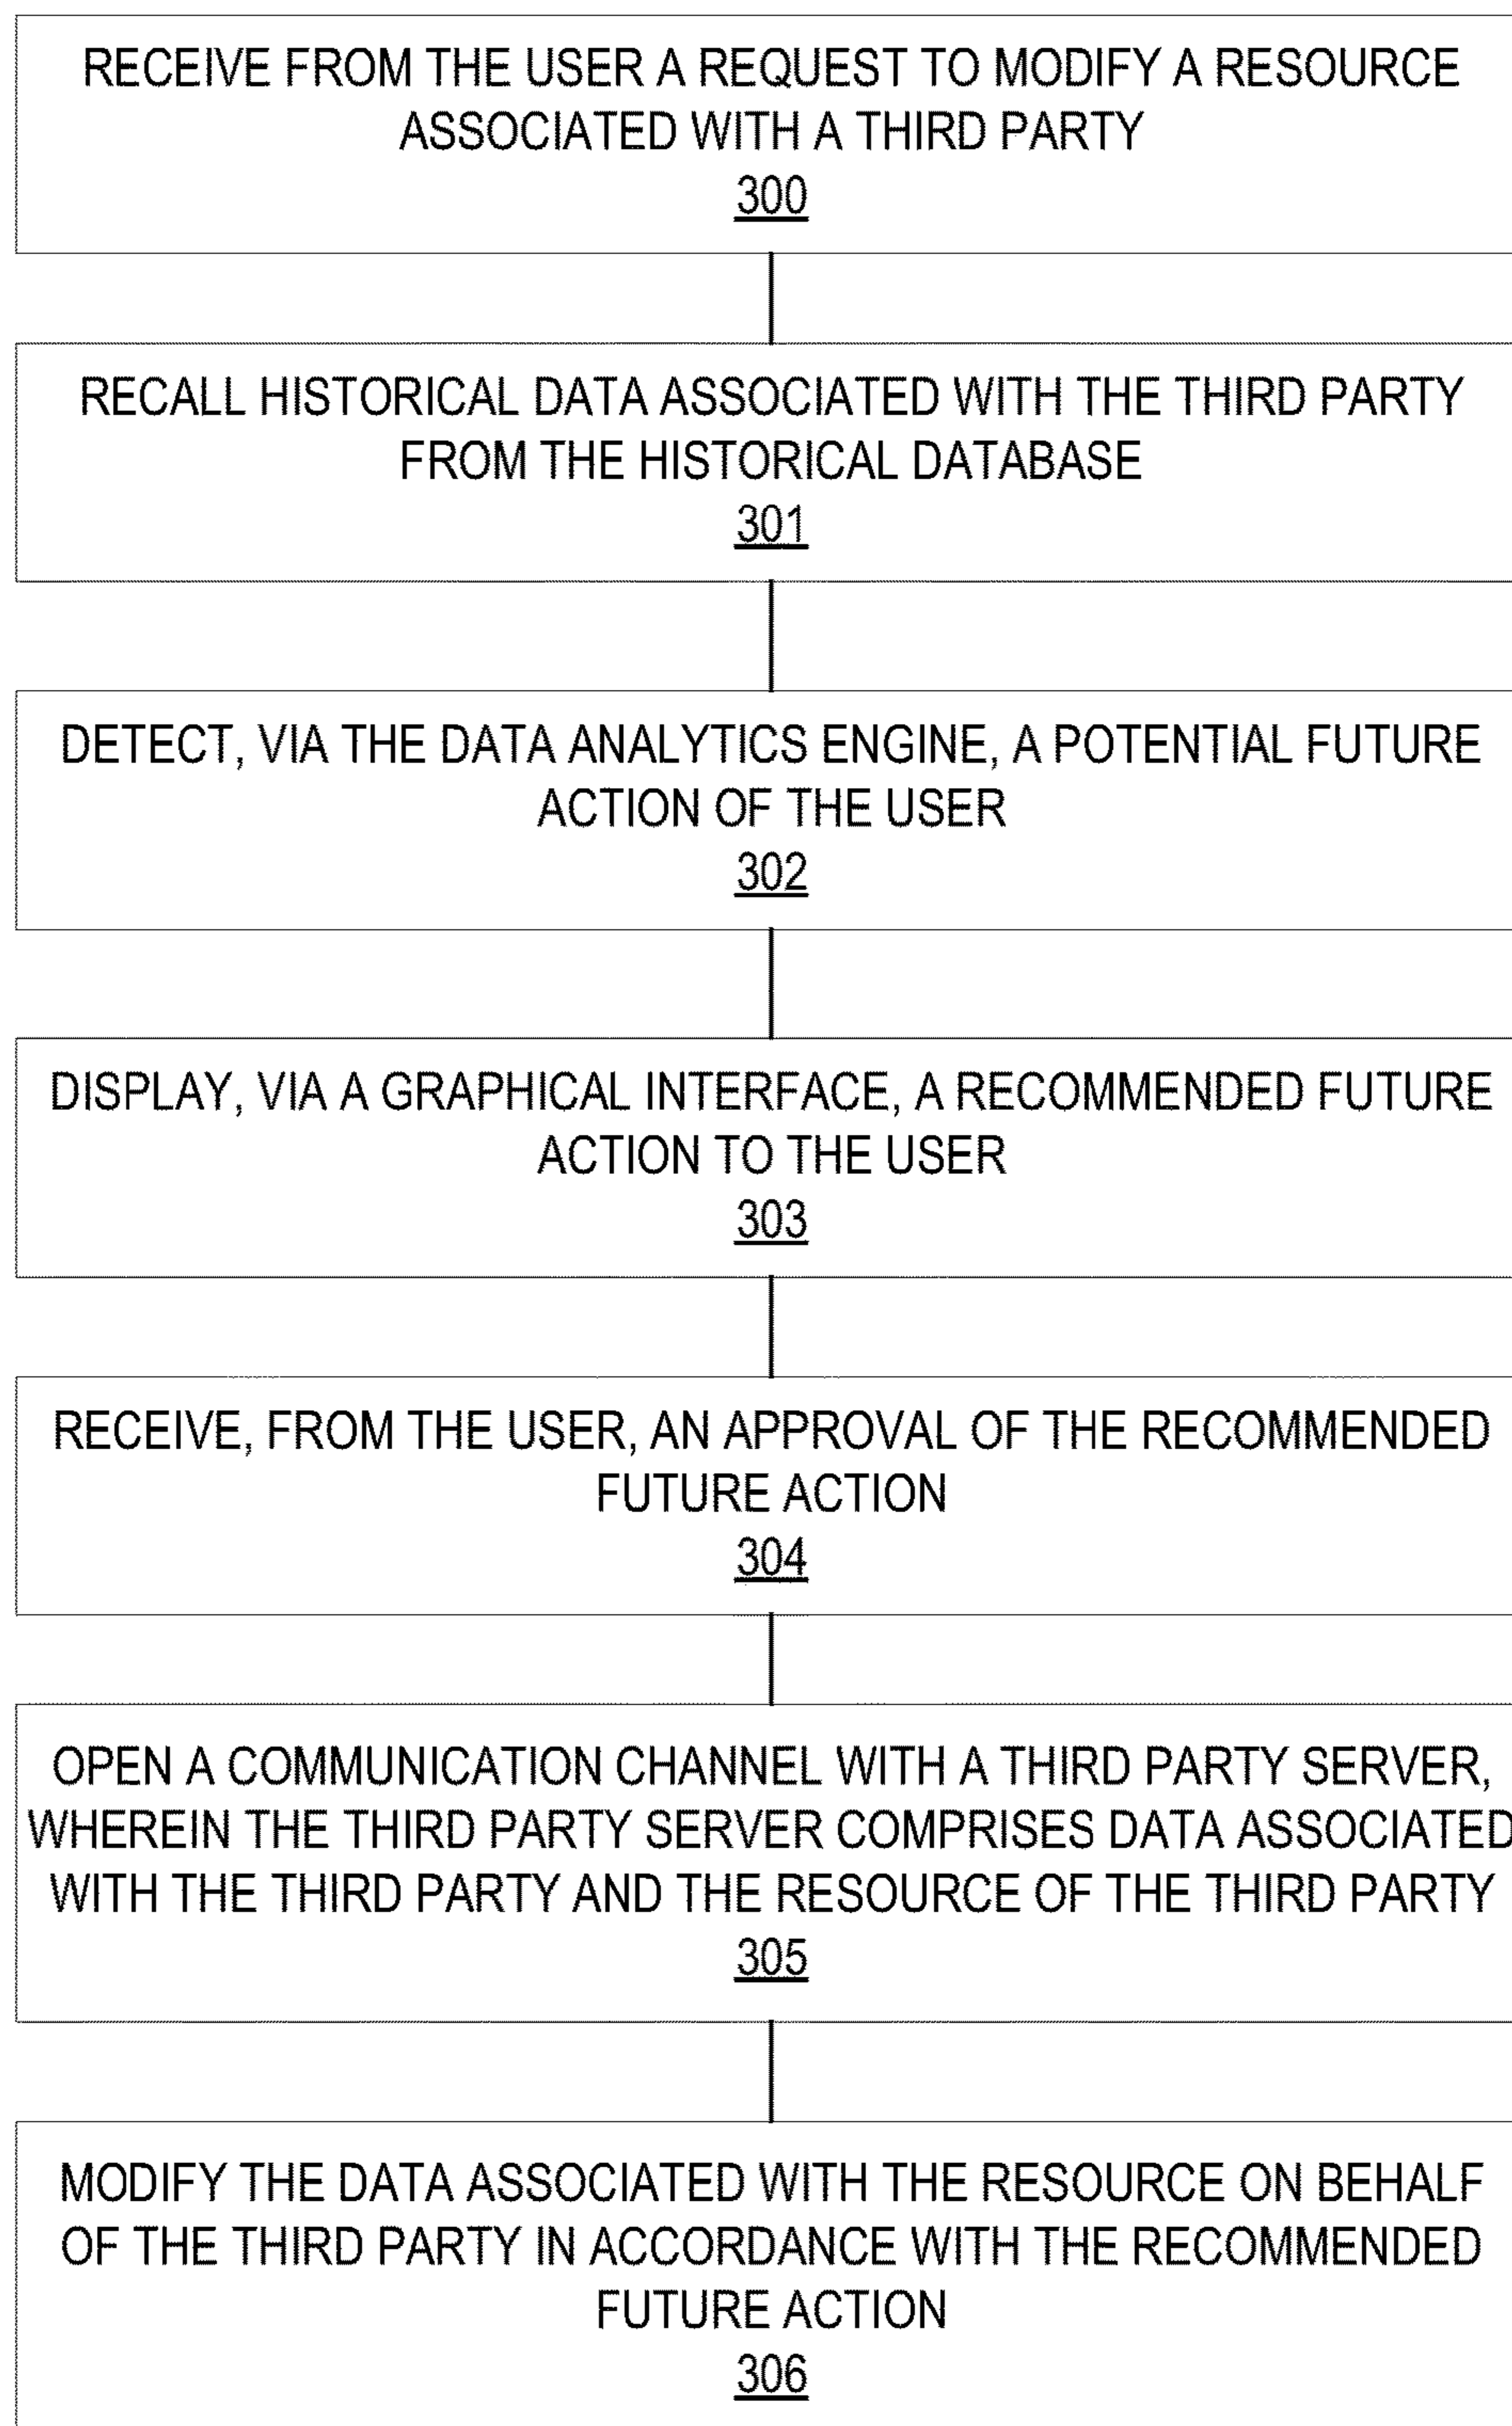 RECEIVE FROM THE USER A REQUEST TO MODIFY A RESOURCE
ASSOCIATED WITH A THIRD PARTY
300
RECALL HISTORICAL DATA ASSOCIATED WITH THE THIRD PARTY
FROM THE HISTORICAL DATABASE
301
DETECT, VIA THE DATA ANALYTICS ENGINE, A POTENTIAL FUTURE
ACTION OF THE USER
302
DISPLAY, VIA A GRAPHICAL INTERFACE, A RECOMMENDED FUTURE
ACTION TO THE USER
303
RECEIVE, FROM THE USER, AN APPROVAL OF THE RECOMMENDED
FUTURE ACTION
304
OPEN A COMMUNICATION CHANNEL WITH A THIRD PARTY SERVER,
WHEREIN THE THIRD PARTY SERVER COMPRISES DATA ASSOCIATED
WITH THE THIRD PARTY AND THE RESOURCE OF THE THIRD PARTY
305
MODIFY THE DATA ASSOCIATED WITH THE RESOURCE ON BEHALF
OF THE THIRD PARTY IN ACCORDANCE WITH THE RECOMMENDED
FUTURE ACTION
306